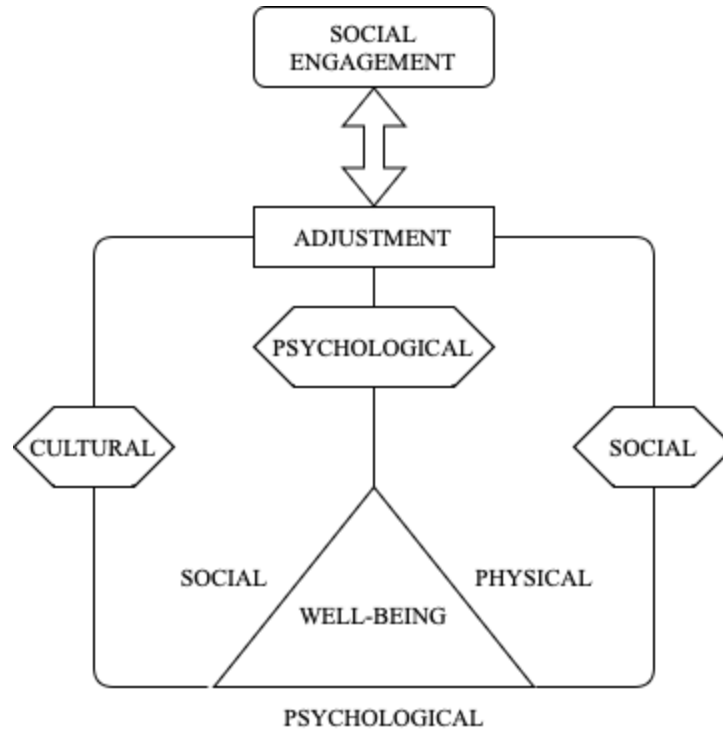 SOCIAL
ENGAGEMENT
ADJUSTMENT
PSYCHOLOGICAL
CULTURAL
SOCIAL
SOCIAL
PHYSICAL
WELL-BEING
PSYCHOLOGICAL